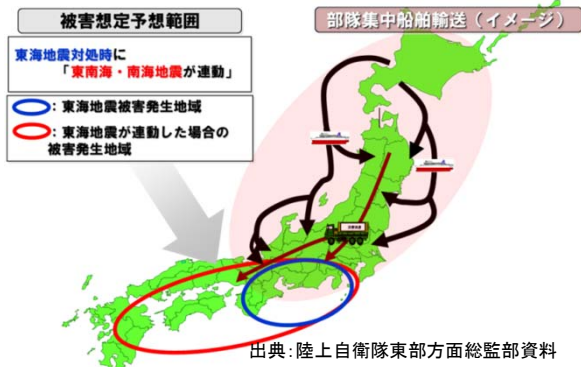 被害想定予想範囲
部隊集中船舶輸送（イメージ）
東海地震対処時に
「東南海・南海地震が連動」
：東海地震被害発生地域
：東海地震が連動した場合の
被害発生地域
出典：陸上自衛隊東部方面総監部資料